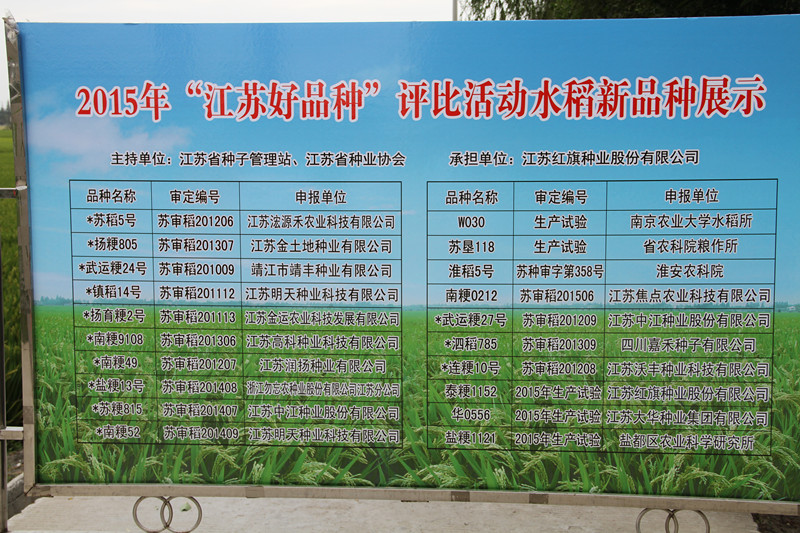 2015年“江苏好品种”评比活动水稻新品种展示
主持单位：江苏省种子管理站、江苏省种业协会 承担单位：江苏红旗种业股份有限公司
品种名称 审定编号 申报单位
*苏稻5号 苏审稻201206 江苏浤源禾农业科技有限公司
*扬粳805 苏审稻201307 江苏金土地种业有限公司
*武运粳24号 苏审稻201009 靖江市靖丰种业有限公司
*镇稻14号 苏审稻201112 江苏明天种业科技有限公司
*扬育粳2号 苏审稻201113 江苏金运农业科技发展有限公司
*南粳9108 苏审稻201306 江苏高科种业科技有限公司
*南粳49 苏审稻201207 江苏润扬种业有限公司
*盐粳13号 苏审稻201408 浙江勿忘农种业股份有限公司江苏分公司
*苏粳815 苏审稻201407 江苏中江种业股份有限公司
*南粳52 苏审稻201409 江苏明天种业科技有限公司
品种名称 审定编号 申报单位
W030 生产试验 南京农业大学水稻所
苏垦118 生产试验 省农科院粮作所
淮稻5号 苏种审字第358号 淮安农科院
南粳0212 苏审稻201506 江苏焦点农业科技有限公司
*武运粳27号 苏审稻201209 江苏中江种业股份有限公司
*泗稻785 苏审稻201309 四川嘉禾种子有限公司
*连粳10号 苏审稻201208 江苏沃丰种业科技有限公司
泰粳1152 2015年生产试验 江苏红旗种业股份有限公司
华0556 2015年生产试验 江苏大华种业集团有限公司
盐粳1121 2015年生产试验 盐都区农业科学研究所